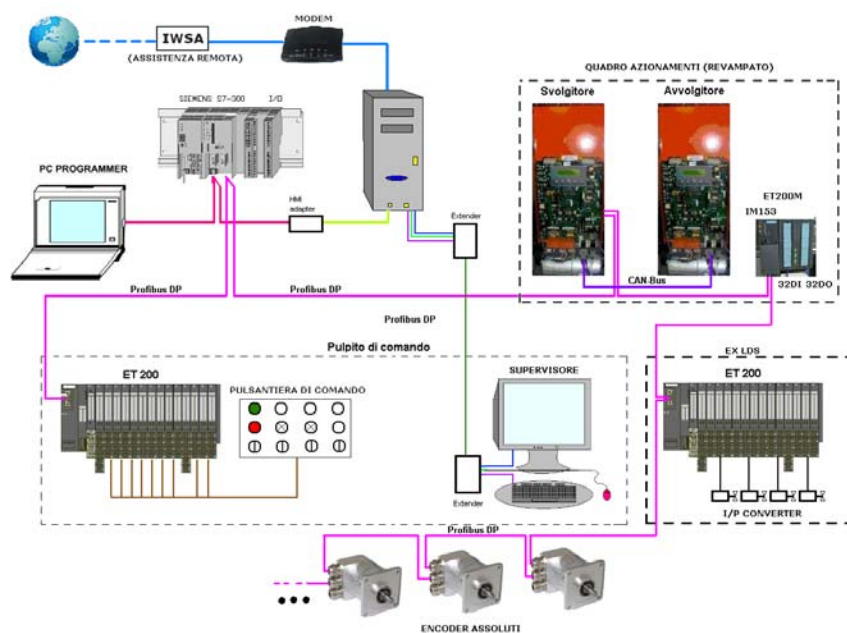 MODEM
IWSA
(ASSISTENZA REMOTA)
QUADRO AZIONAMENTI (REVAMPATO)
Svolgitore
Avvolgitore
SIEMENS S7-300
I/O
PC PROGRAMMER
HMI
adapter
Extender
ET200M
IM153
32DI 32DO
CAN-Bus
Profibus DP
Profibus DP
Profibus DP
Pulpito di comando
EX LDS
ET 200
PULSANTIERA DI COMANDO
SUPERVISORE
ET 200
Extender
I/P CONVERTER
Profibus DP
ENCODER ASSOLUTI